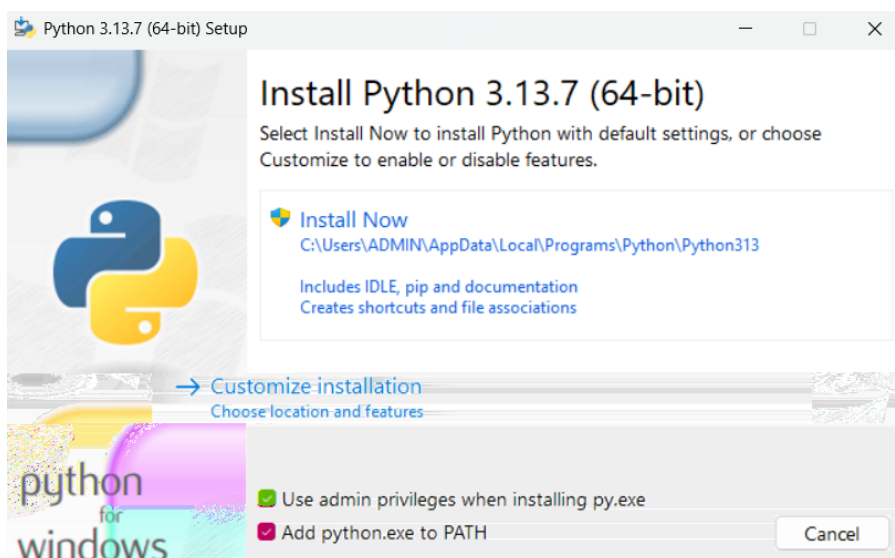 Python 3.13.7 (64-bit) Setup
Install Python 3.13.7 (64-bit)
Select Install Now to install Python with default settings, or choose
Customize to enable or disable features.
Install Now
C:\Users\ADMIN\AppData\Local\Programs\Python\Python313
Includes IDLE, pip and documentation
Creates shortcuts and file associations
Customize installation
Choose location and features
python
for
windows
Use admin privileges when installing py.exe
Add python.exe to PATH
Cancel